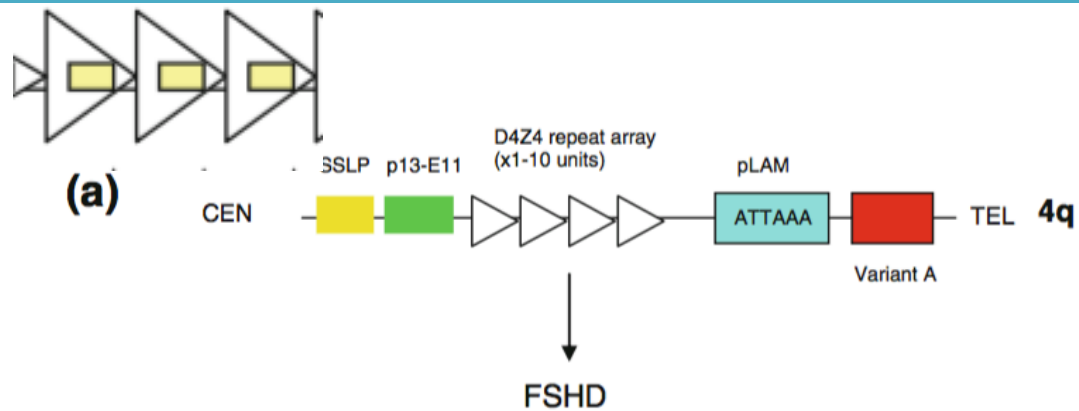 D4Z4 repeat array
(x1-10 units)
SSLP p13-E11
pLAM
(a)
CEN
ATTAAA
TEL 4q
Variant A
FSHD